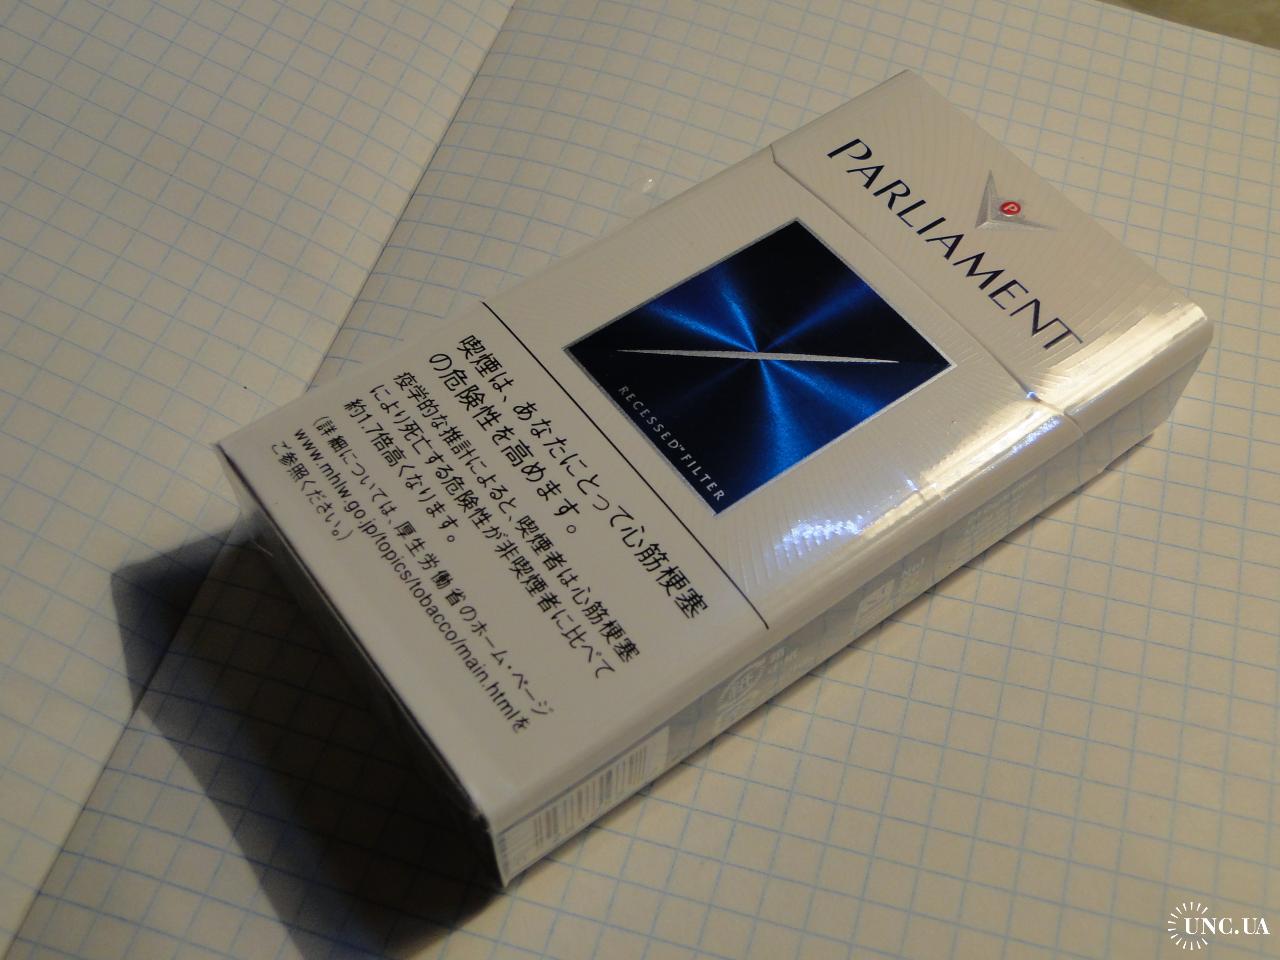 PARLIAMENT
P
RECESSED™ FILTER
喫煙は、あなたにとって心筋梗塞
の危険性を高めます。
疫学的な推計によると、喫煙者は心筋梗塞
により死亡する危険性が非喫煙者に比べて
約1.7倍高くなります。
(詳細については、厚生労働省のホーム・ページ
www.mhlw.go.jp/topics/tobacco/main.htmlを
ご参照ください。)
UNC.UA